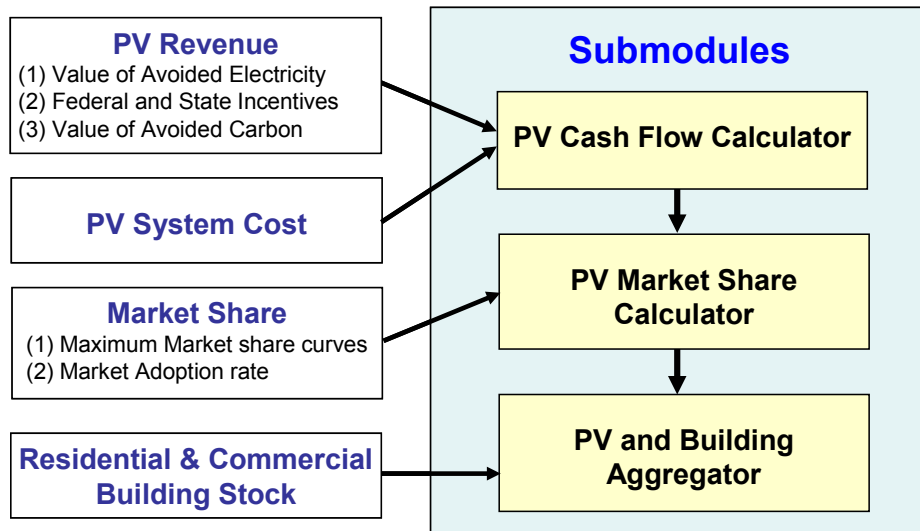 PV Revenue
(1) Value of Avoided Electricity
(2) Federal and State Incentives
(3) Value of Avoided Carbon
PV System Cost
Market Share
(1) Maximum Market share curves
(2) Market Adoption rate
Residential & Commercial
Building Stock
Submodules
PV Cash Flow Calculator
PV Market Share
Calculator
PV and Building
Aggregator